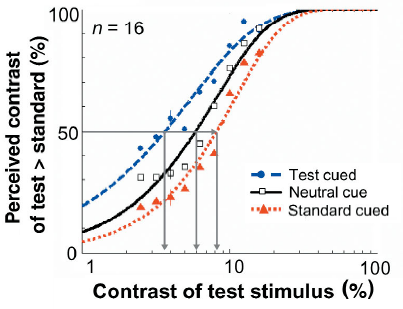 100
n = 16
Perceived contrast
of test > standard (%)
50
Test cued
Neutral cue
Standard cued
0
1
10
100
Contrast of test stimulus (%)